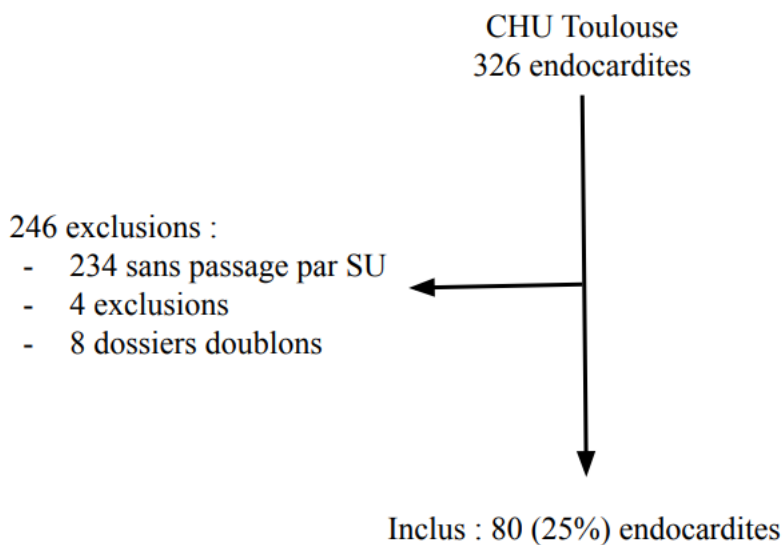 CHU Toulouse
326 endocardites
246 exclusions :
- 234 sans passage par SU
- 4 exclusions
- 8 dossiers doublons
Inclus : 80 (25%) endocardites